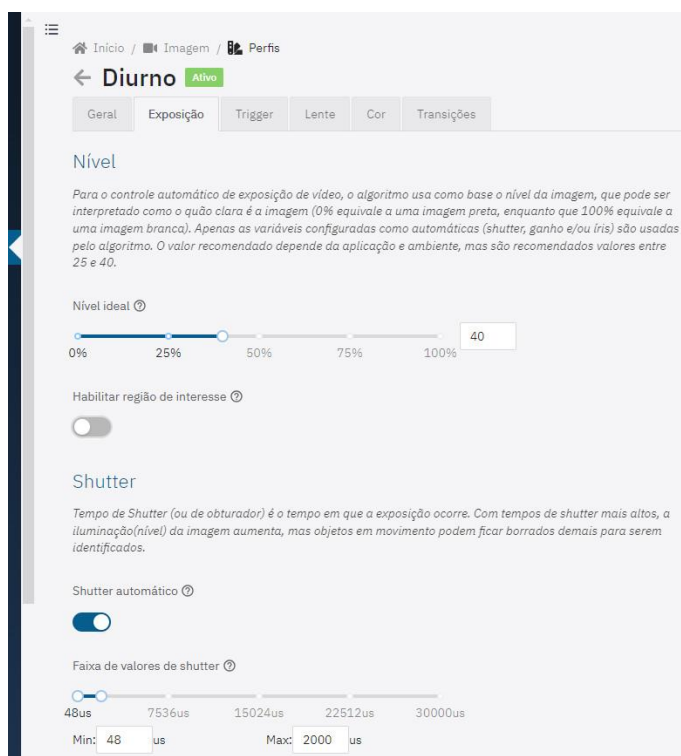 Início / Imagem / Perfis
← Diurno Ativo
Geral Exposição Trigger Lente Cor Transições
Nível
Para o controle automático de exposição de vídeo, o algoritmo usa como base o nível da imagem, que pode ser
interpretado como o quão clara é a imagem (0% equivale a uma imagem preta, enquanto que 100% equivale a
uma imagem branca). Apenas as variáveis configuradas como automáticas (shutter, ganho e/ou íris) são usadas
pelo algoritmo. O valor recomendado depende da aplicação e ambiente, mas são recomendados valores entre
25 e 40.
Nível ideal ?
40
0% 25% 50% 75% 100%
Habilitar região de interesse ?
Shutter
Tempo de Shutter (ou de obturador) é o tempo em que a exposição ocorre. Com tempos de shutter mais altos, a
iluminação(nível) da imagem aumenta, mas objetos em movimento podem ficar borrados demais para serem
identificados.
Shutter automático ?
Faixa de valores de shutter ?
48us 7536us 15024us 22512us 30000us
Min: 48 us Max: 2000 us